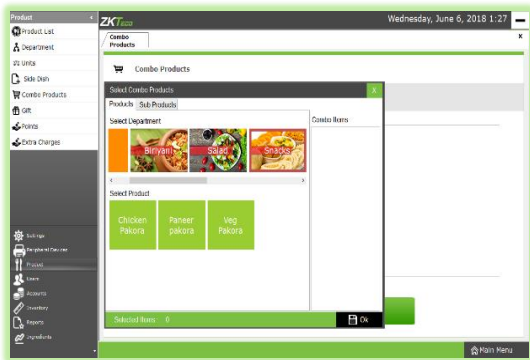 Product
Product List
Department
Units
Side Dish
Combo Products
Gift
Points
Extra Charges
Settings
Peripheral Devices
Product
Users
Accounts
Inventory
Reports
Ingredients
ZKTeco
Wednesday, June 6, 2018 1:27
Combo
Products
x
Combo Products
Select Combo Products
X
Products Sub Products
Select Department
Combo Items
Biriyani
Salad
Snacks
Select Product
Chicken
Pakora
Paneer
pakora
Veg
Pakora
Selected Items : 0
Ok
Main Menu